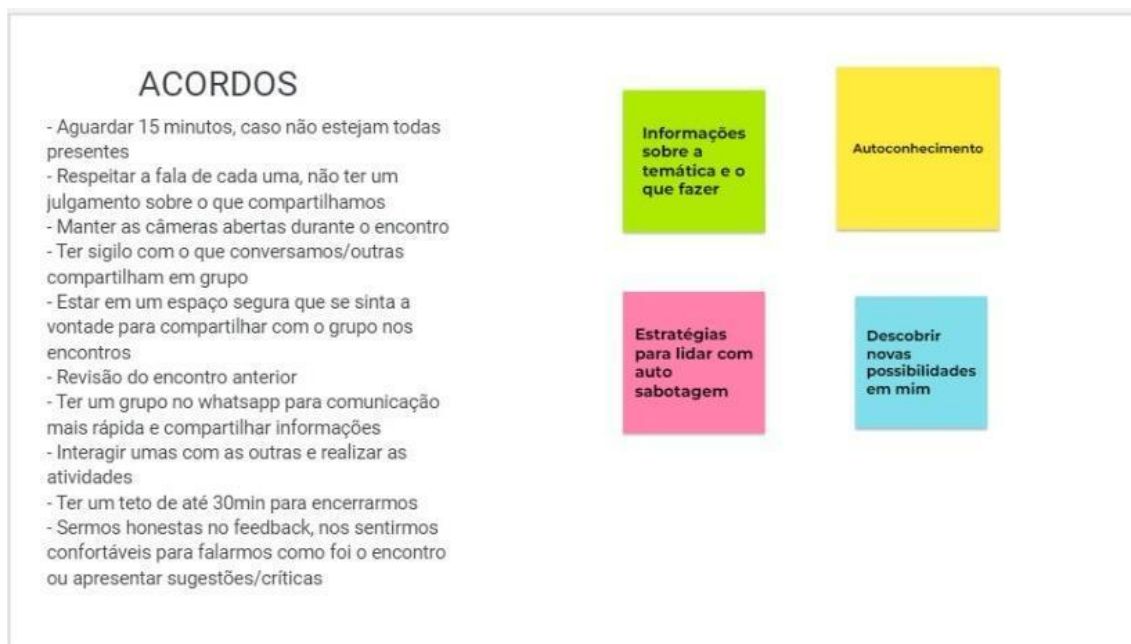 ACORDOS
- Aguardar 15 minutos, caso não estejam todas
presentes
- Respeitar a fala de cada uma, não ter um
julgamento sobre o que compartilhamos
- Manter as câmeras abertas durante o encontro
- Ter sigilo com o que conversamos/outras
compartilham em grupo
- Estar em um espaço segura que se sinta a
vontade para compartilhar com o grupo nos
encontros
- Revisão do encontro anterior
- Ter um grupo no whatsapp para comunicação
mais rápida e compartilhar informações
- Interagir umas com as outras e realizar as
atividades
- Ter um teto de até 30min para encerrarmos
- Sermos honestas no feedback, nos sentirmos
confortáveis para falarmos como foi o encontro
ou apresentar sugestões/críticas
Informações
sobre a
temática e o
que fazer
Autoconhecimento
Estratégias
para lidar com
auto
sabotagem
Descobrir
novas
possibilidades
em mim